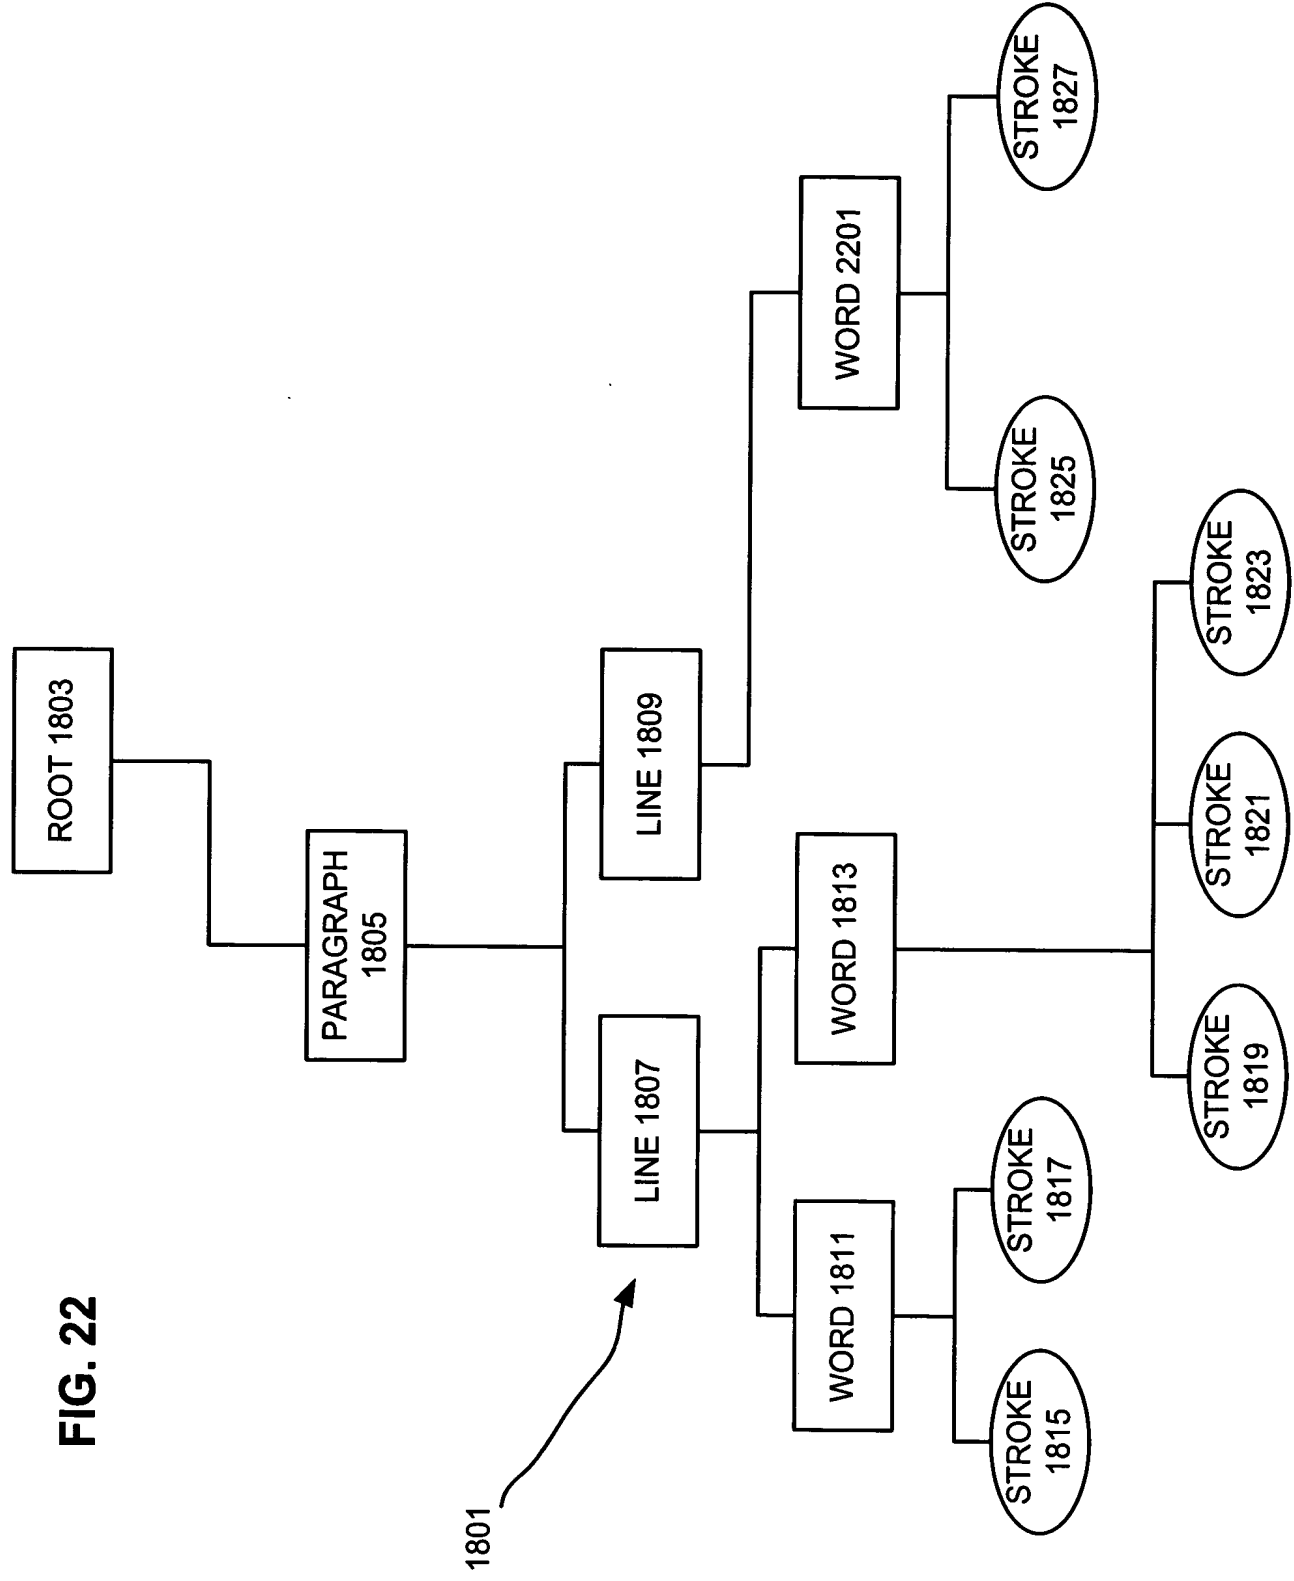 FIG. 22
1801
ROOT 1803
PARAGRAPH
1805
LINE 1807
LINE 1809
WORD 1811
WORD 1813
WORD 2201
STROKE
1815
STROKE
1817
STROKE
1825
STROKE
1827
STROKE
1819
STROKE
1821
STROKE
1823